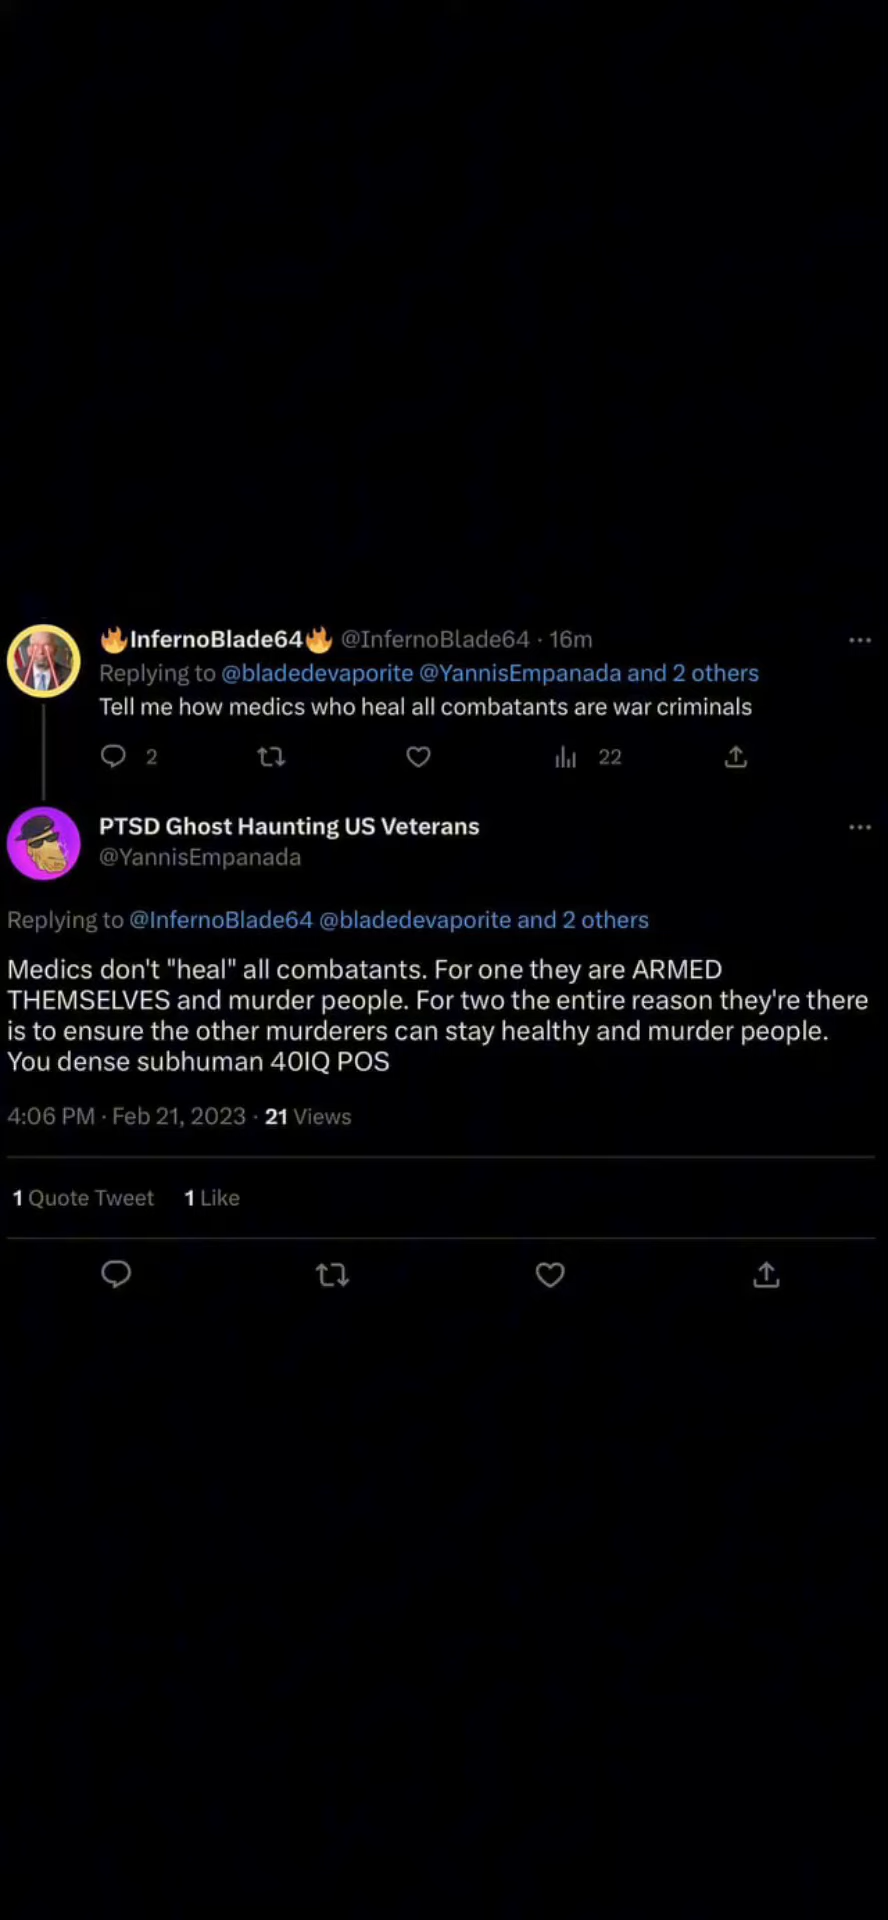 🔥InfernoBlade64🔥 @InfernoBlade64 · 16m
Replying to @bladedevaporite @YannisEmpanada and 2 others
Tell me how medics who heal all combatants are war criminals
2 22
PTSD Ghost Haunting US Veterans
@YannisEmpanada
Replying to @InfernoBlade64 @bladedevaporite and 2 others
Medics don't "heal" all combatants. For one they are ARMED
THEMSELVES and murder people. For two the entire reason they're there
is to ensure the other murderers can stay healthy and murder people.
You dense subhuman 40IQ POS
4:06 PM · Feb 21, 2023 · 21 Views
1 Quote Tweet 1 Like